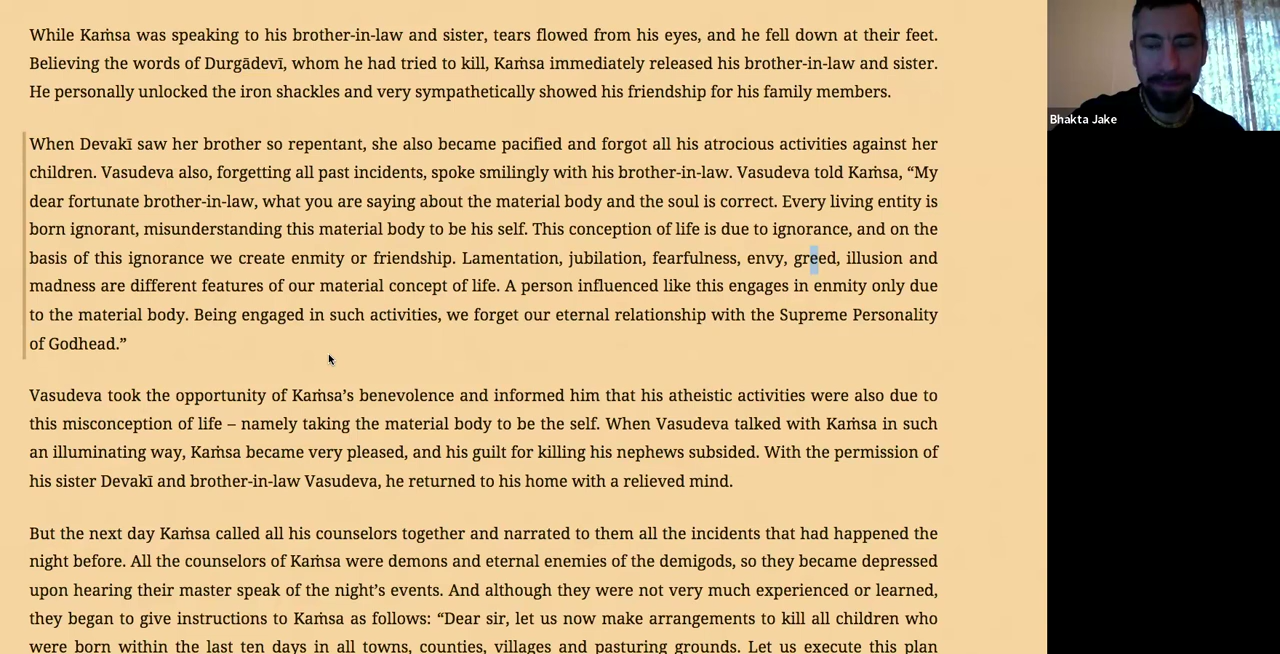 While Kaṁsa was speaking to his brother-in-law and sister, tears flowed from his eyes, and he fell down at their feet.
Believing the words of Durgādevī, whom he had tried to kill, Kaṁsa immediately released his brother-in-law and sister.
He personally unlocked the iron shackles and very sympathetically showed his friendship for his family members.
When Devakī saw her brother so repentant, she also became pacified and forgot all his atrocious activities against her
children. Vasudeva also, forgetting all past incidents, spoke smilingly with his brother-in-law. Vasudeva told Kaṁsa, “My
dear fortunate brother-in-law, what you are saying about the material body and the soul is correct. Every living entity is
born ignorant, misunderstanding this material body to be his self. This conception of life is due to ignorance, and on the
basis of this ignorance we create enmity or friendship. Lamentation, jubilation, fearfulness, envy, greed, illusion and
madness are different features of our material concept of life. A person influenced like this engages in enmity only due
to the material body. Being engaged in such activities, we forget our eternal relationship with the Supreme Personality
of Godhead.”
Vasudeva took the opportunity of Kaṁsa’s benevolence and informed him that his atheistic activities were also due to
this misconception of life – namely taking the material body to be the self. When Vasudeva talked with Kaṁsa in such
an illuminating way, Kaṁsa became very pleased, and his guilt for killing his nephews subsided. With the permission of
his sister Devakī and brother-in-law Vasudeva, he returned to his home with a relieved mind.
But the next day Kaṁsa called all his counselors together and narrated to them all the incidents that had happened the
night before. All the counselors of Kaṁsa were demons and eternal enemies of the demigods, so they became depressed
upon hearing their master speak of the night’s events. And although they were not very much experienced or learned,
they began to give instructions to Kaṁsa as follows: “Dear sir, let us now make arrangements to kill all children who
were born within the last ten days in all towns, counties, villages and pasturing grounds. Let us execute this plan
Bhakta Jake